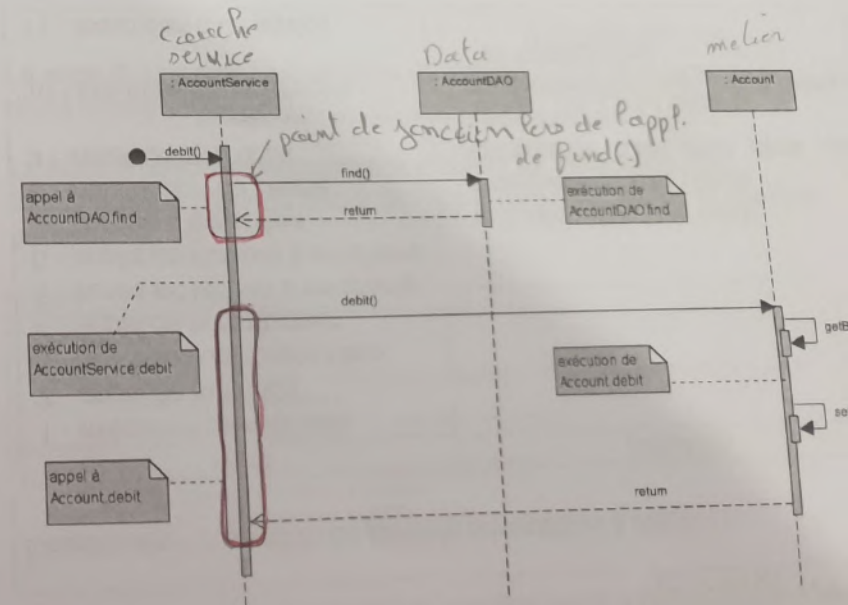 Couche
service
Data
metier
: AccountService
: AccountDAO
: Account
point de jonction lors de l'appl.
de find()
debit()
find()
appel à
AccountDAO.find
return
exécution de
AccountDAO.find
debit()
getB
exécution de
AccountService.debit
exécution de
Account.debit
se
appel à
Account.debit
return